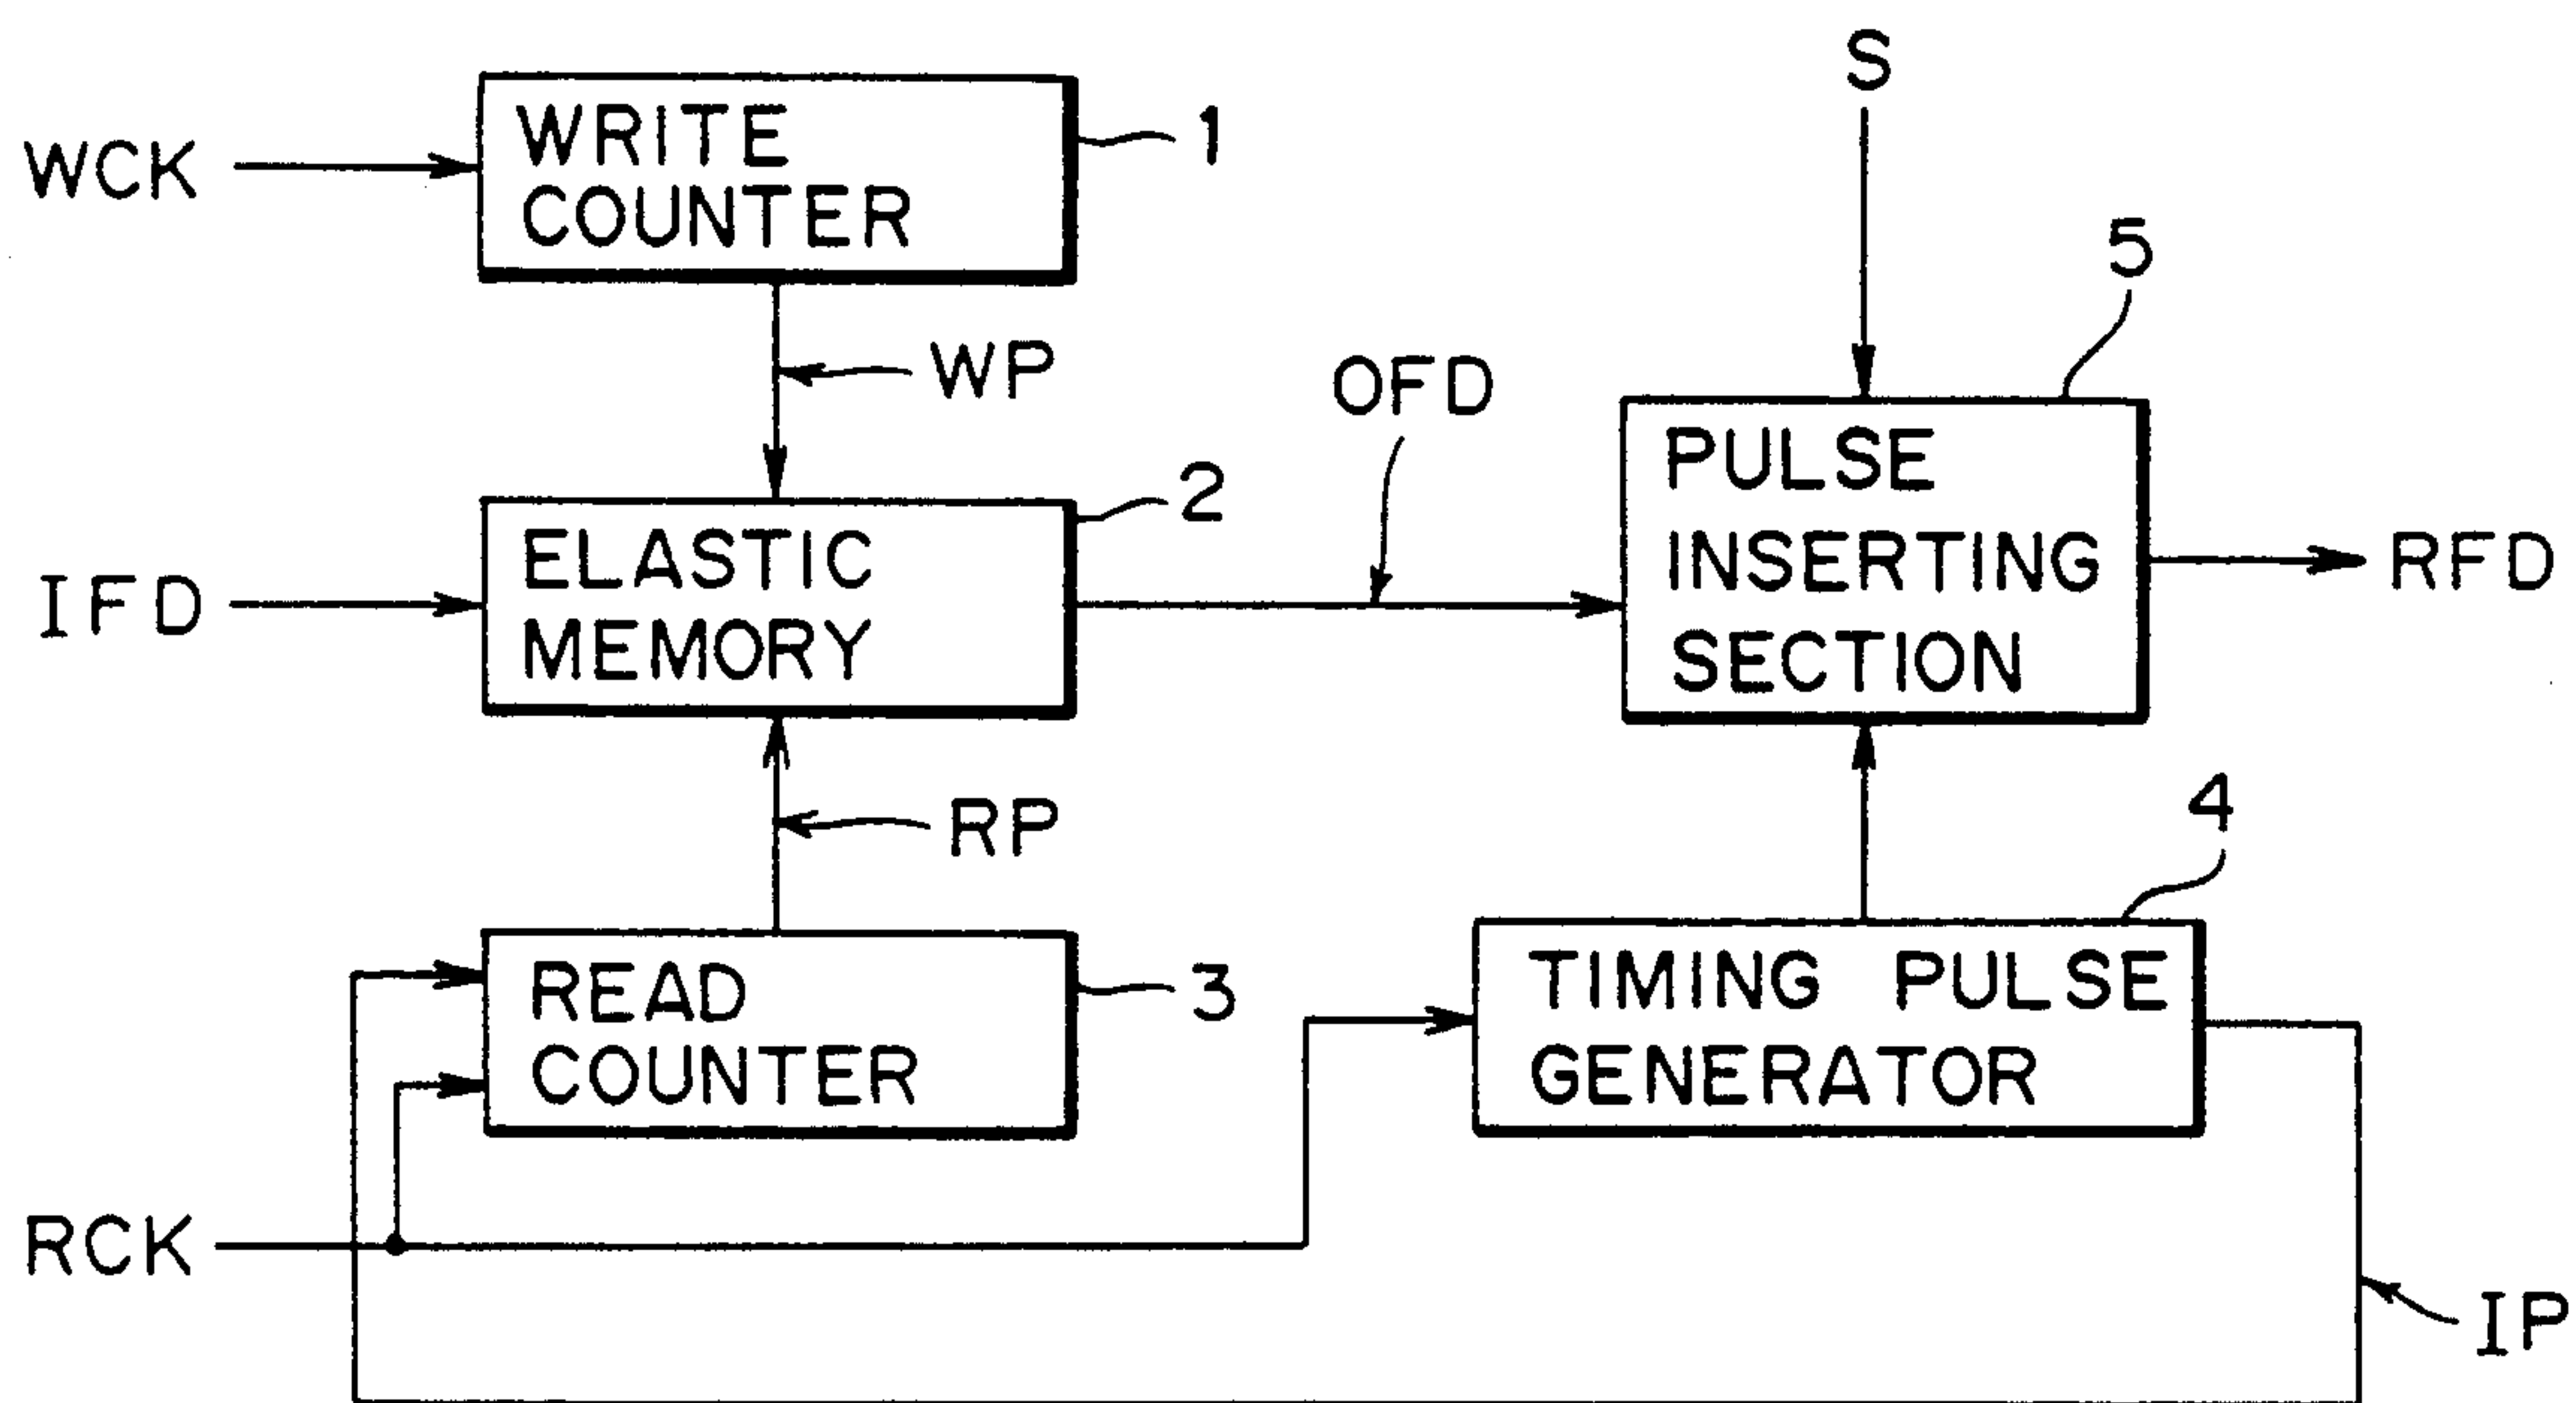 S
WCK
WRITE
COUNTER
1
5
WP
OFD
IFD
ELASTIC
MEMORY
2
PULSE
INSERTING
SECTION
RFD
RP
4
READ
COUNTER
3
TIMING PULSE
GENERATOR
RCK
IP